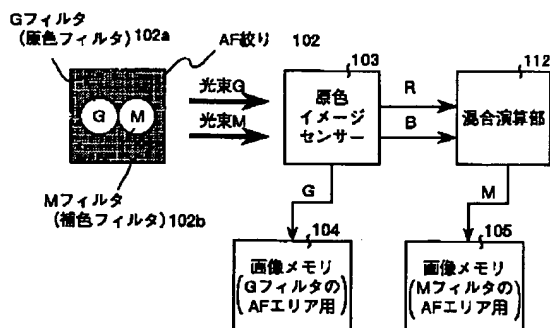 Gフィルタ
(原色フィルタ)102a
AF絞り 102
G
M
Mフィルタ
(補色フィルタ)102b
光束G
光束M
103
原色
イメージ
センサー
R
B
112
混合演算部
G
M
104
画像メモリ
(Gフィルタの
AFエリア用)
105
画像メモリ
(Mフィルタの
AFエリア用)